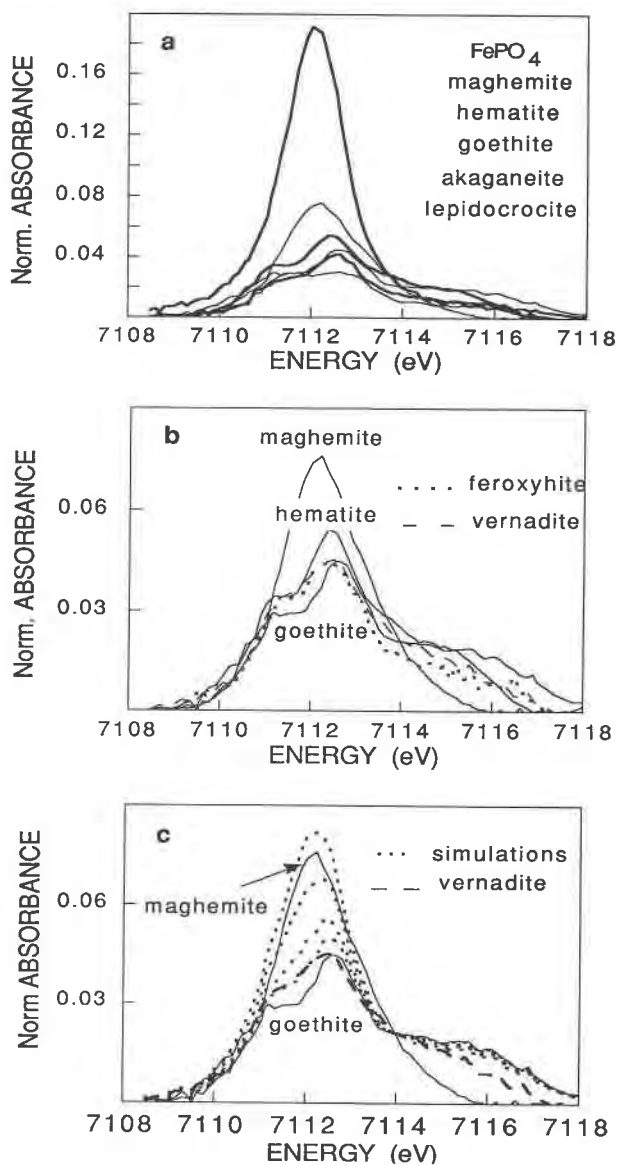 a
FePO4
maghemite
hematite
goethite
akaganeite
lepidocrocite
0.16
0.12
0.08
0.04
Norm. ABSORBANCE
7108 7110 7112 7114 7116 7118
ENERGY (eV)
b
maghemite
hematite
goethite
feroxyhite
vernadite
0.06
0.03
Norm. ABSORBANCE
7108 7110 7112 7114 7116 7118
ENERGY (eV)
c
simulations
vernadite
maghemite
goethite
0.06
0.03
Norm ABSORBANCE
7108 7110 7112 7114 7116 7118
ENERGY (eV)